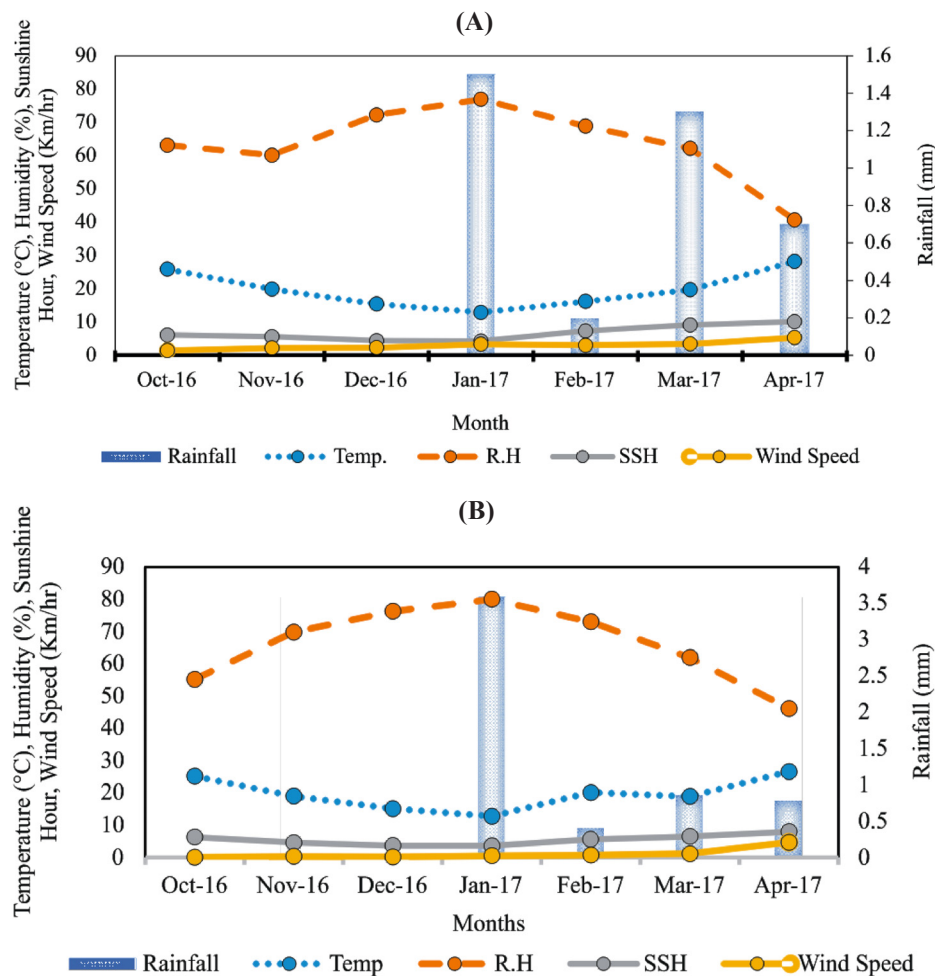 (A)
Temperature (°C), Humidity (%), Sunshine
Hour, Wind Speed (Km/hr)
90
80
70
60
50
40
30
20
10
0
1.6
1.4
1.2
1
0.8
0.6
0.4
0.2
0
Rainfall (mm)
Oct-16 Nov-16 Dec-16 Jan-17 Feb-17 Mar-17 Apr-17
Month
Rainfall Temp. R.H SSH Wind Speed
(B)
Temperature (°C), Humidity (%), Sunshine
Hour, Wind Speed (Km/hr)
90
80
70
60
50
40
30
20
10
0
4
3.5
3
2.5
2
1.5
1
0.5
0
Rainfall (mm)
Oct-16 Nov-16 Dec-16 Jan-17 Feb-17 Mar-17 Apr-17
Months
Rainfall Temp R.H SSH Wind Speed